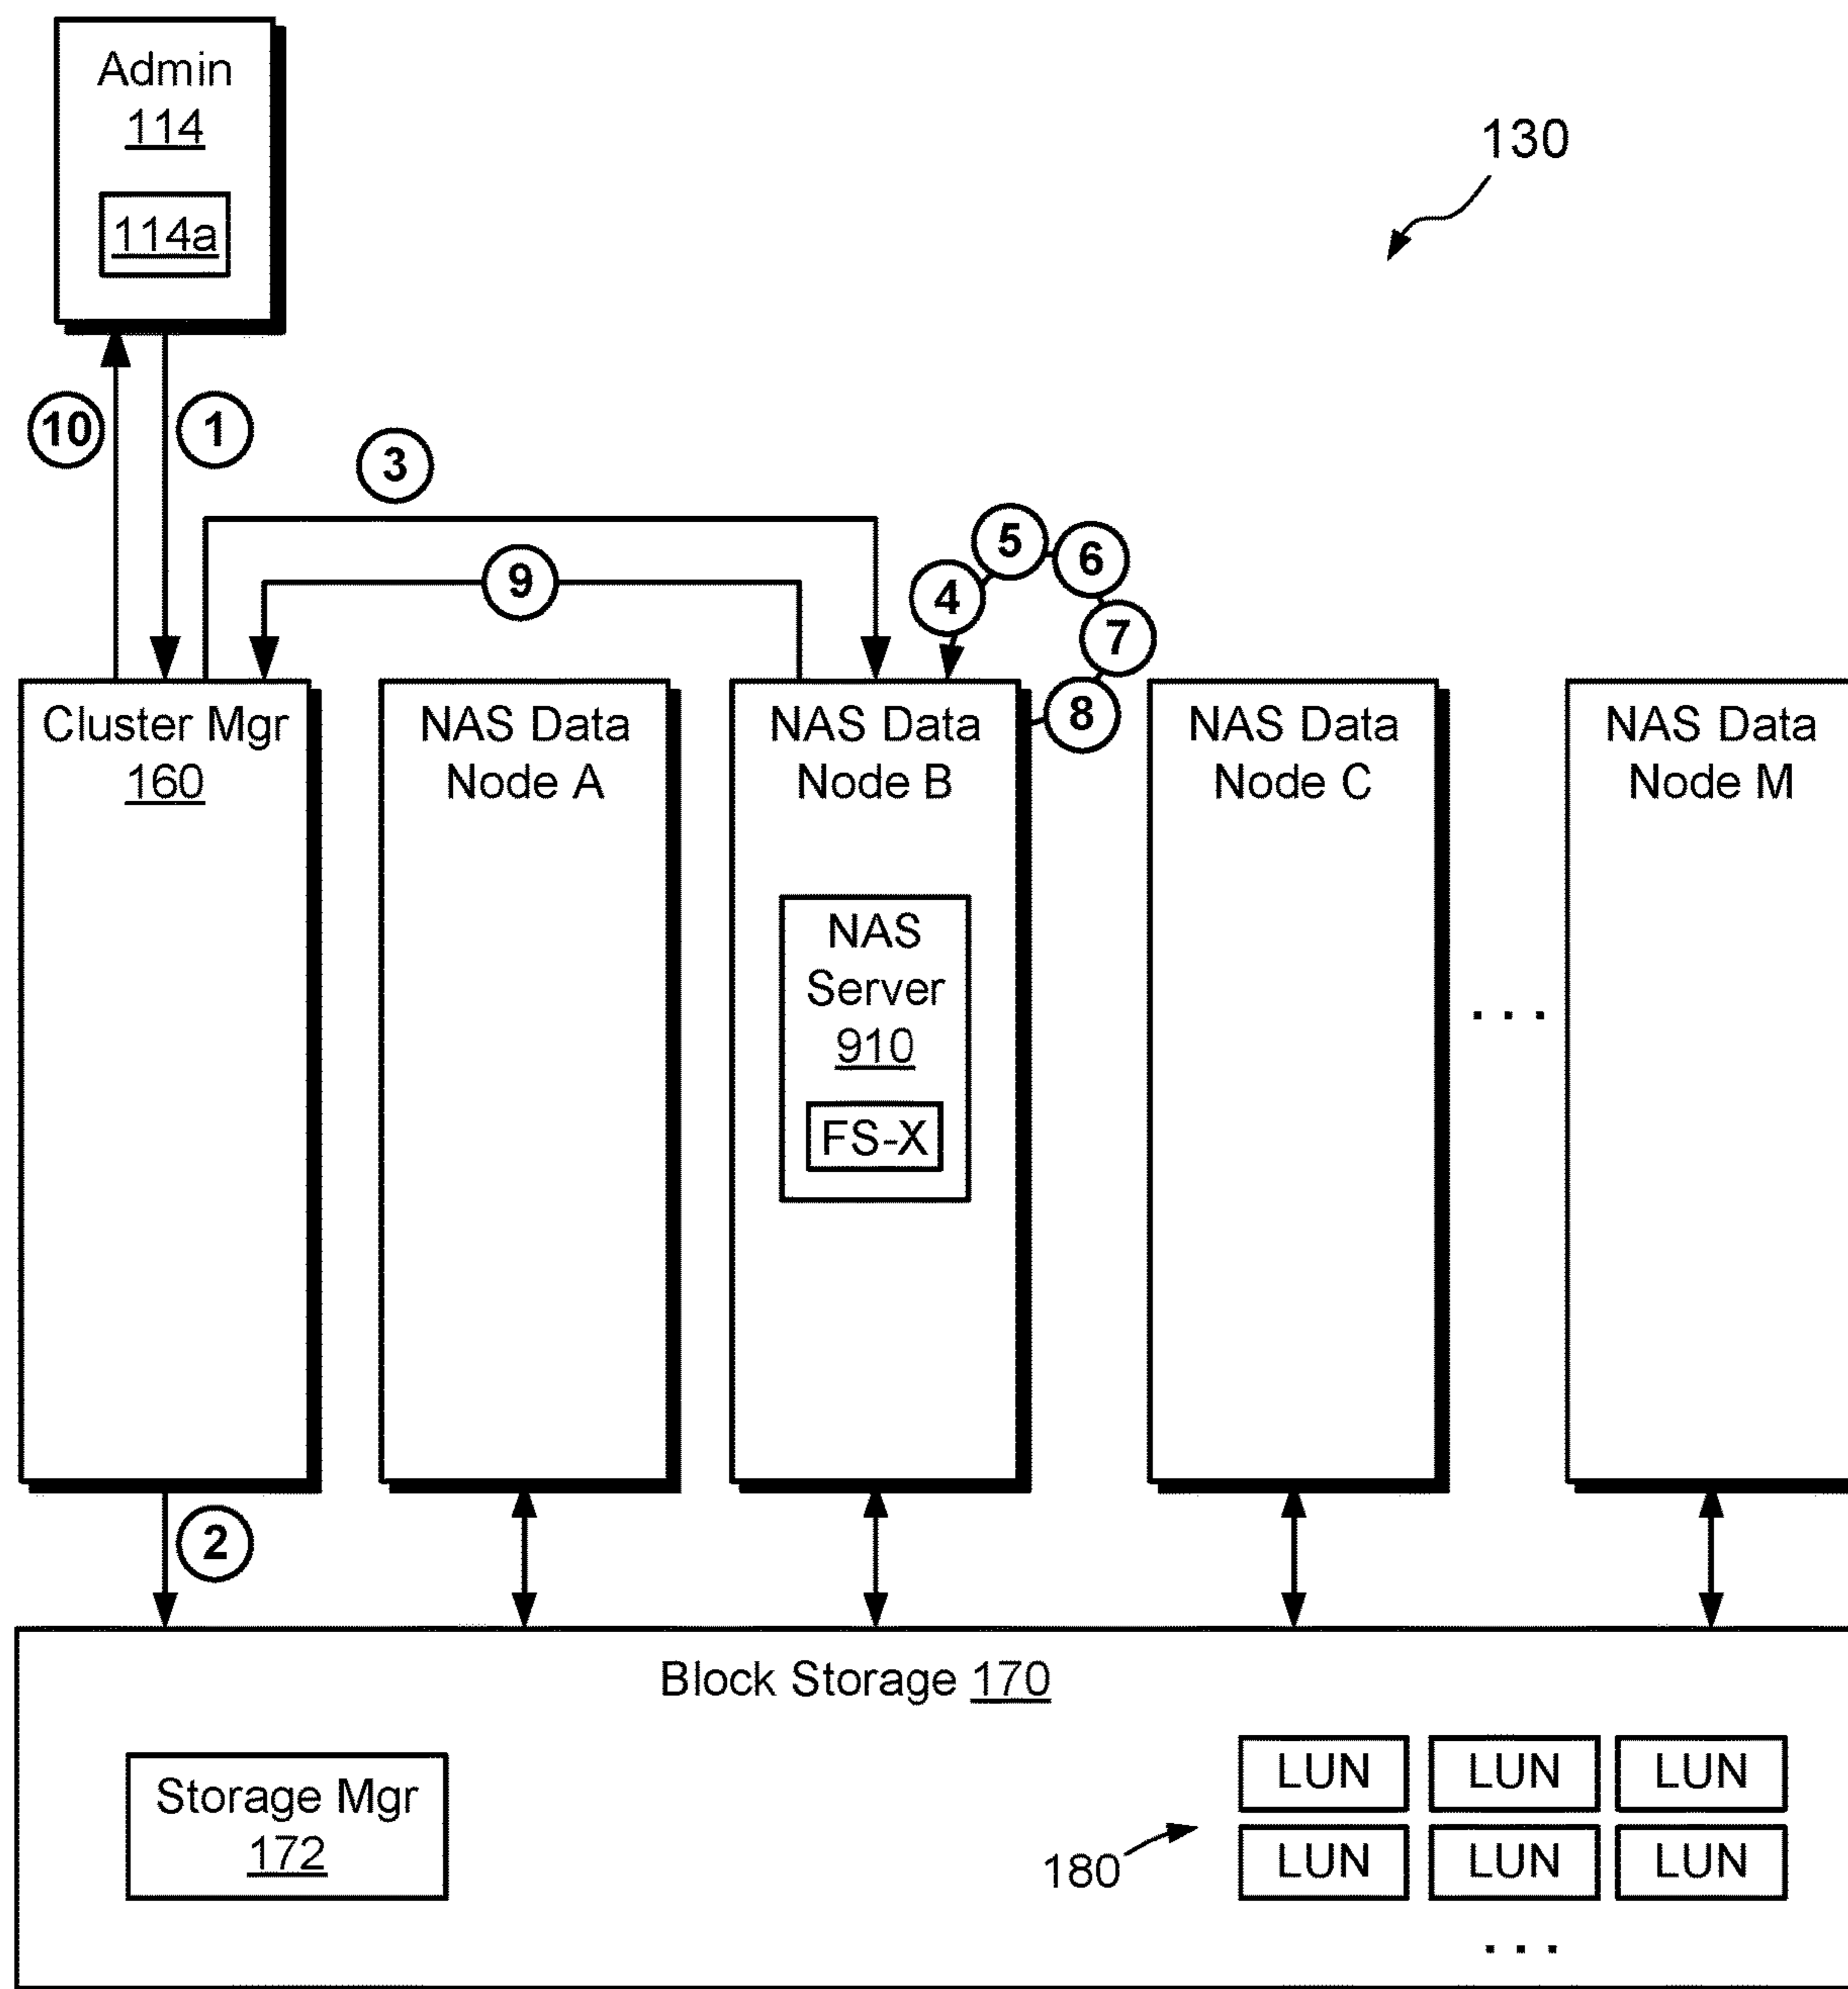 Admin
114
114a
130
10
1
3
9
5
6
4
7
8
Cluster Mgr
160
NAS Data
Node A
NAS Data
Node B
NAS
Server
910
FS-X
NAS Data
Node C
. . .
NAS Data
Node M
2
Block Storage 170
Storage Mgr
172
180
LUN LUN LUN
LUN LUN LUN
. . .